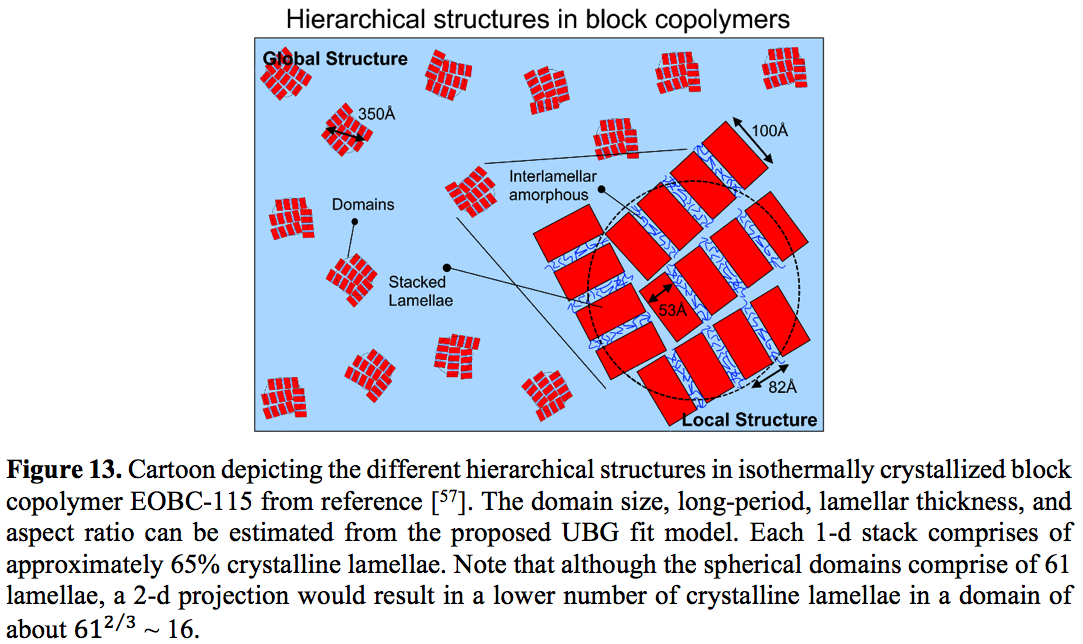 Hierarchical structures in block copolymers
Global Structure
350Å
100Å
Interlamellar
amorphous
Domains
Stacked
Lamellae
53Å
82Å
Local Structure
Figure 13. Cartoon depicting the different hierarchical structures in isothermally crystallized block
copolymer EOBC-115 from reference [⁵⁷]. The domain size, long-period, lamellar thickness, and
aspect ratio can be estimated from the proposed UBG fit model. Each 1-d stack comprises of
approximately 65% crystalline lamellae. Note that although the spherical domains comprise of 61
lamellae, a 2-d projection would result in a lower number of crystalline lamellae in a domain of
about 61^{2/3} ~ 16.